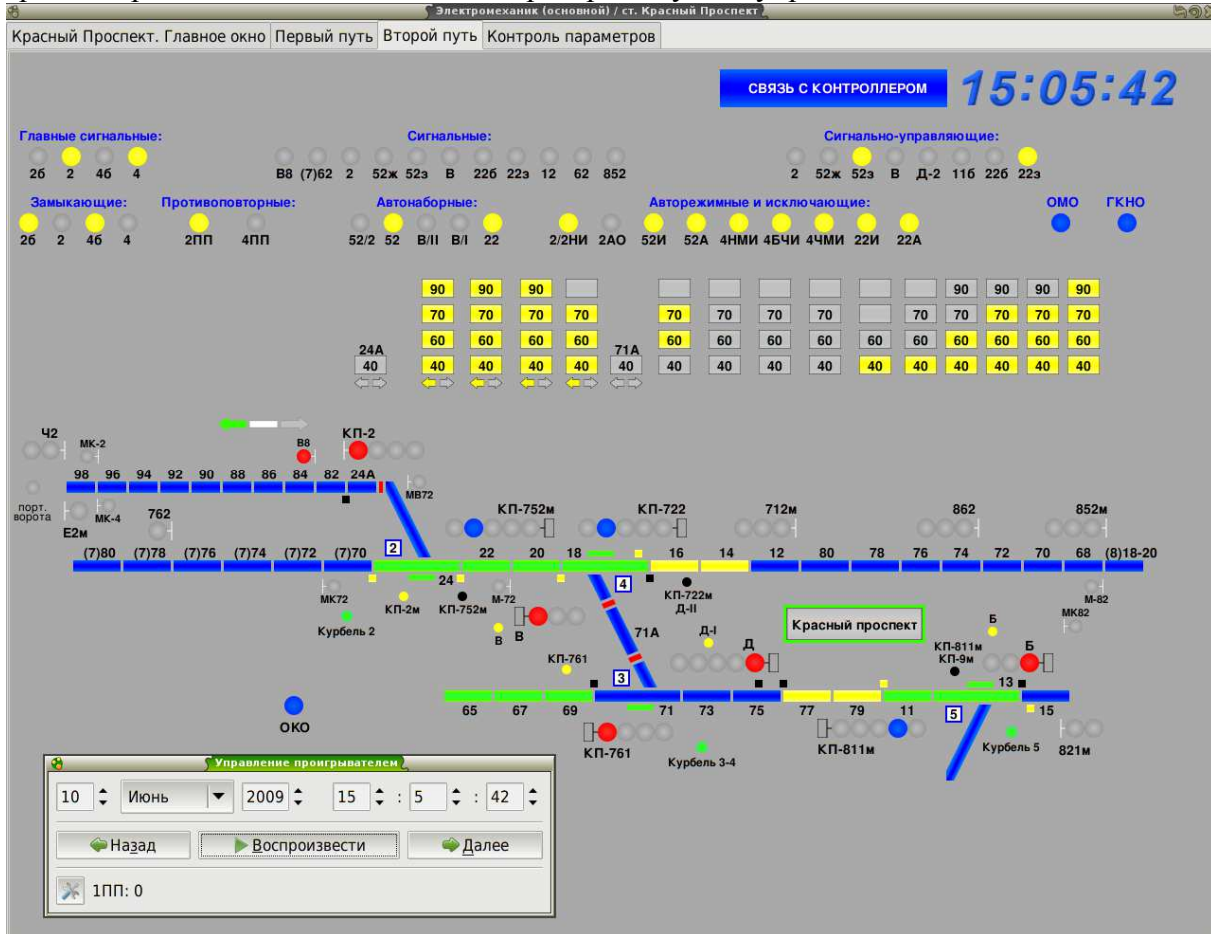 Электромеханик (основной) / ст. Красный Проспект
Красный Проспект. Главное окно Первый путь Второй путь Контроль параметров
СВЯЗЬ С КОНТРОЛЛЕРОМ 15:05:42
Главные сигнальные: Сигнальные: Сигнально-управляющие:
2б 2 4б 4 В8 (7)62 2 52ж 52з В 22б 22з 12 62 852 2 52ж 52з В Д-2 11б 22б 22з
Замыкающие: Противоповторные: Автонаборные: Авторежимные и исключающие: ОМО ГКНО
2б 2 4б 4 2ПП 4ПП 52/2 52 В/II В/I 22 2/2НИ 2АО 52И 52А 4НМИ 4БЧИ 4ЧМИ 22И 22А
90 90 90 90 90 90 90
70 70 70 70 70 70 70 70 70 70 70 70 70
60 60 60 60 60 60 60 60 60 60 60 60 60 60
24А 71А
40 40 40 40 40 40 40 40 40 40 40 40 40 40 40 40
Ч2 МК-2 В8 КП-2
98 96 94 92 90 88 86 84 82 24А
МВ72
порт.
ворота Е2м МК-4 762 КП-752м КП-722 712м 862 852м
(7)80 (7)78 (7)76 (7)74 (7)72 (7)70 2 22 20 18 16 14 12 80 78 76 74 72 70 68 (8)18-20
24 4
МК72 КП-2м КП-752м М-72 КП-722м М-82
Д-II МК82
Курбель 2 В В 71А Д-I Д Красный проспект Б
КП-811м
КП-761 КП-9м Б
3 13
65 67 69 71 73 75 77 79 11 5 15
ОКО
КП-761 Курбель 3-4 КП-811м Курбель 5 821м
Управление проигрывателем
10 Июнь 2009 15 : 5 : 42
Назад Воспроизвести Далее
1ПП: 0